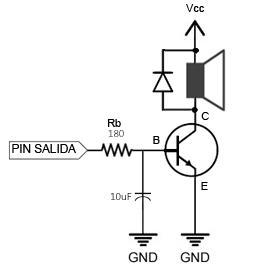 Vcc
C
Rb
180
PIN SALIDA
B
10uF
E
GND
GND